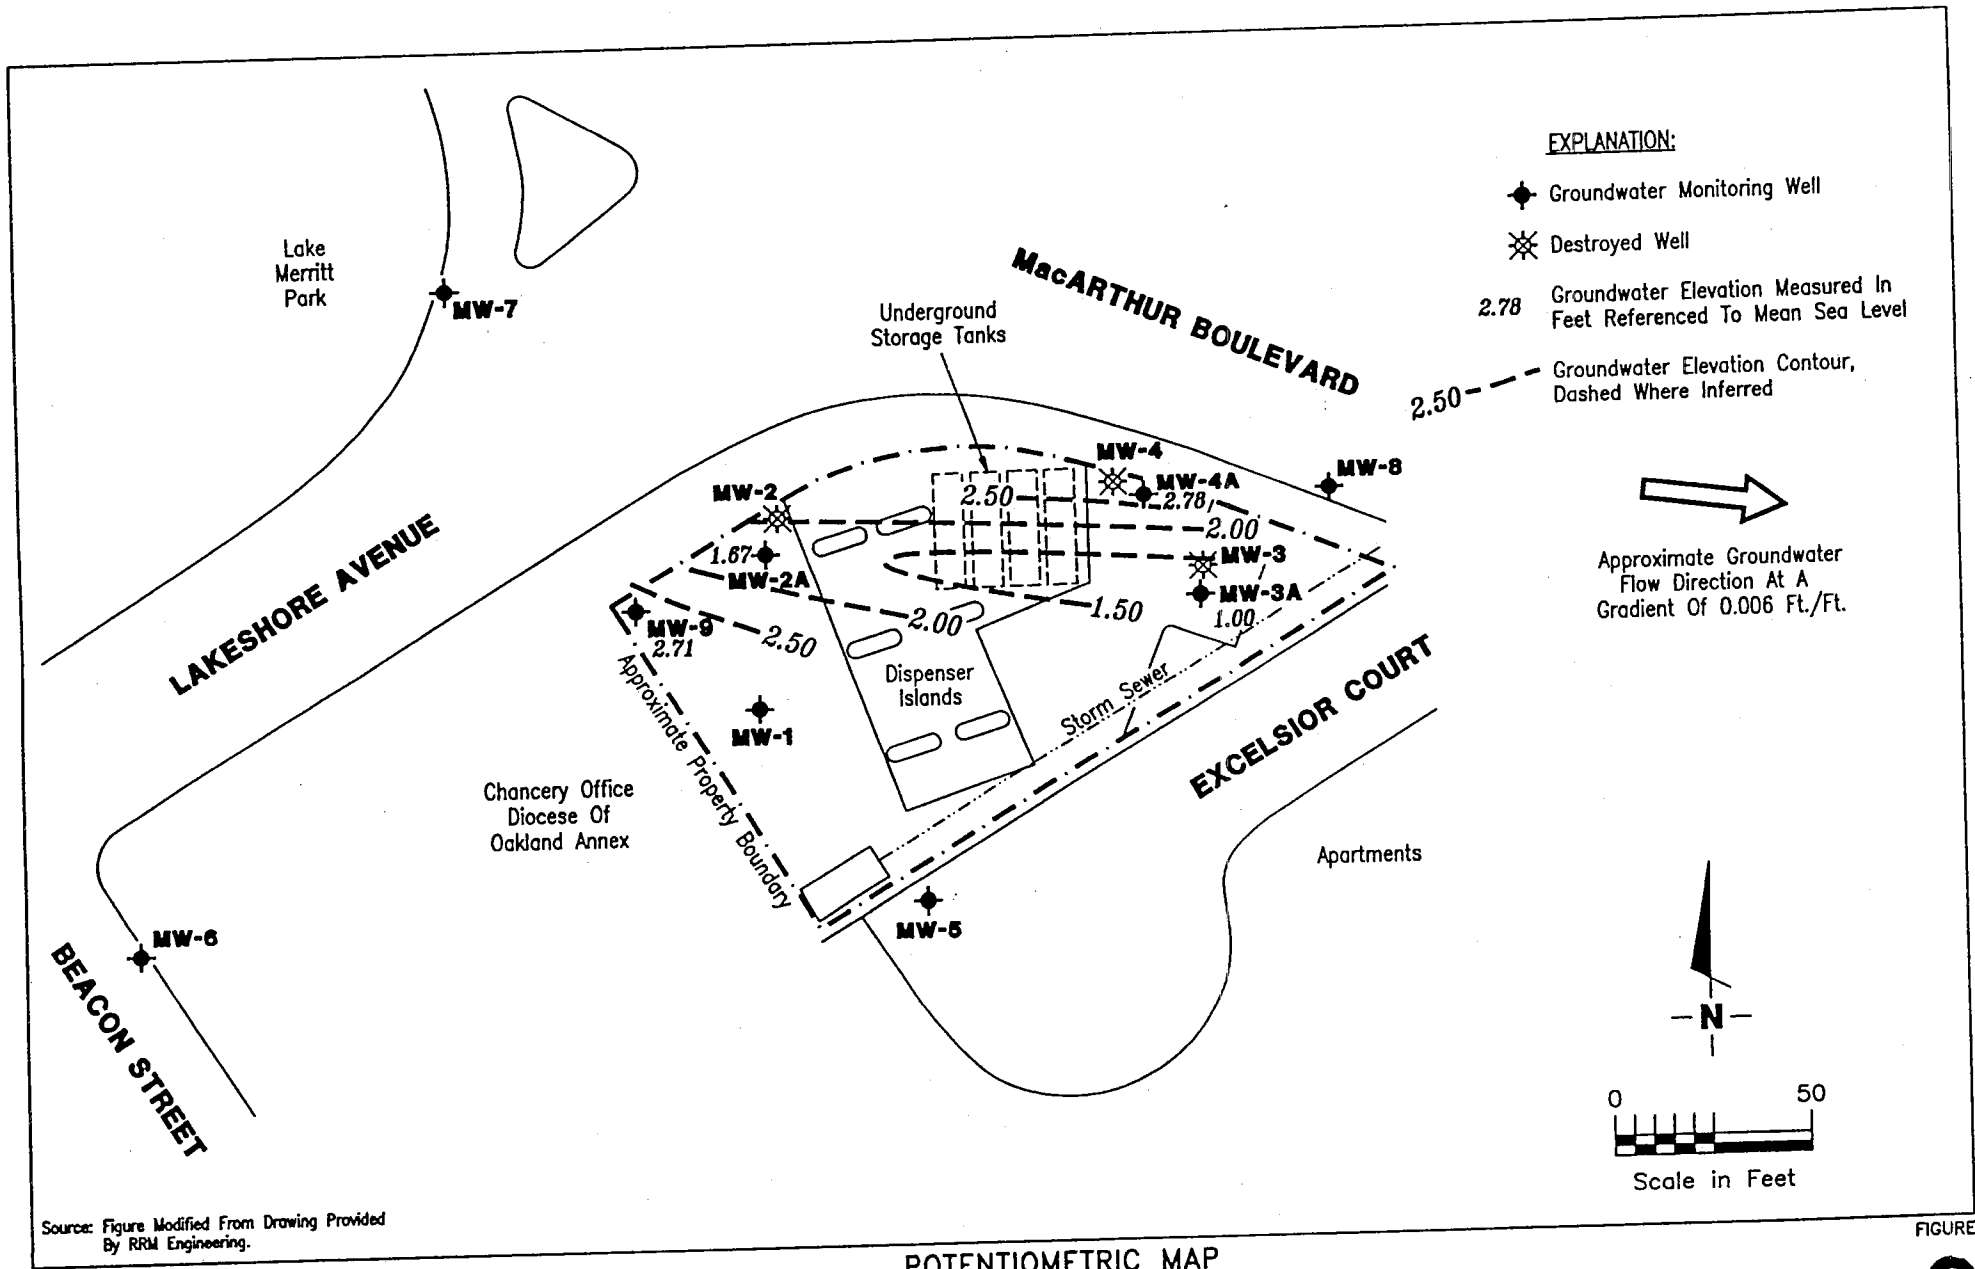 EXPLANATION:
Groundwater Monitoring Well
Destroyed Well
2.78
Groundwater Elevation Measured In
Feet Referenced To Mean Sea Level
2.50
Groundwater Elevation Contour,
Dashed Where Inferred
Approximate Groundwater
Flow Direction At A
Gradient Of 0.006 Ft./Ft.
Lake
Merritt
Park
MW-7
MacARTHUR BOULEVARD
Underground
Storage Tanks
MW-4
MW-8
MW-4A
2.78
2.50
MW-2
2.00
1.67
MW-2A
MW-3
MW-3A
1.00
1.50
2.00
MW-9
2.71
2.50
LAKESHORE AVENUE
Approximate Property Boundary
Dispenser
Islands
Storm Sewer
EXCELSIOR COURT
MW-1
Chancery Office
Diocese Of
Oakland Annex
Apartments
MW-5
MW-6
BEACON STREET
N
0 50
Scale in Feet
Source: Figure Modified From Drawing Provided
By RRM Engineering.
FIGURE
POTENTIOMETRIC MAP